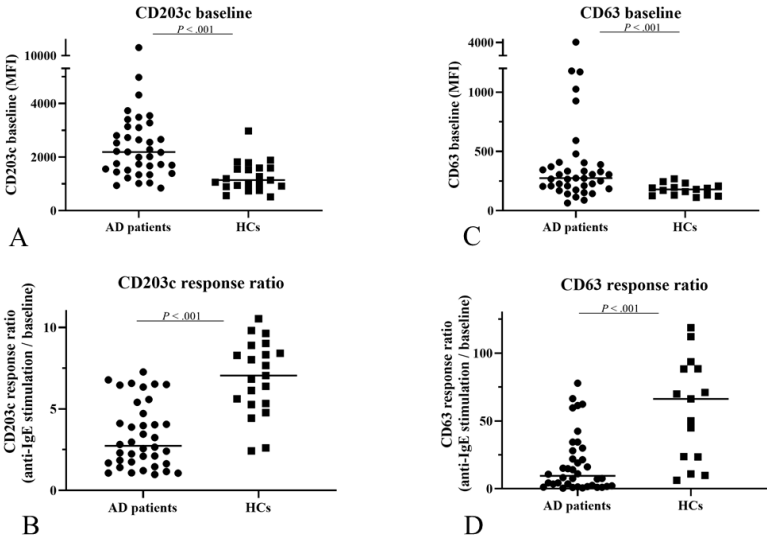 CD203c baseline
P < .001
CD203c baseline (MFI)
10000
4000
2000
0
AD patients
HCs
A
CD63 baseline
P < .001
CD63 baseline (MFI)
4000
1000
500
0
AD patients
HCs
C
CD203c response ratio
P < .001
CD203c response ratio
(anti-IgE stimulation / baseline)
10
5
0
AD patients
HCs
B
CD63 response ratio
P < .001
CD63 response ratio
(anti-IgE stimulation / baseline)
100
50
0
AD patients
HCs
D